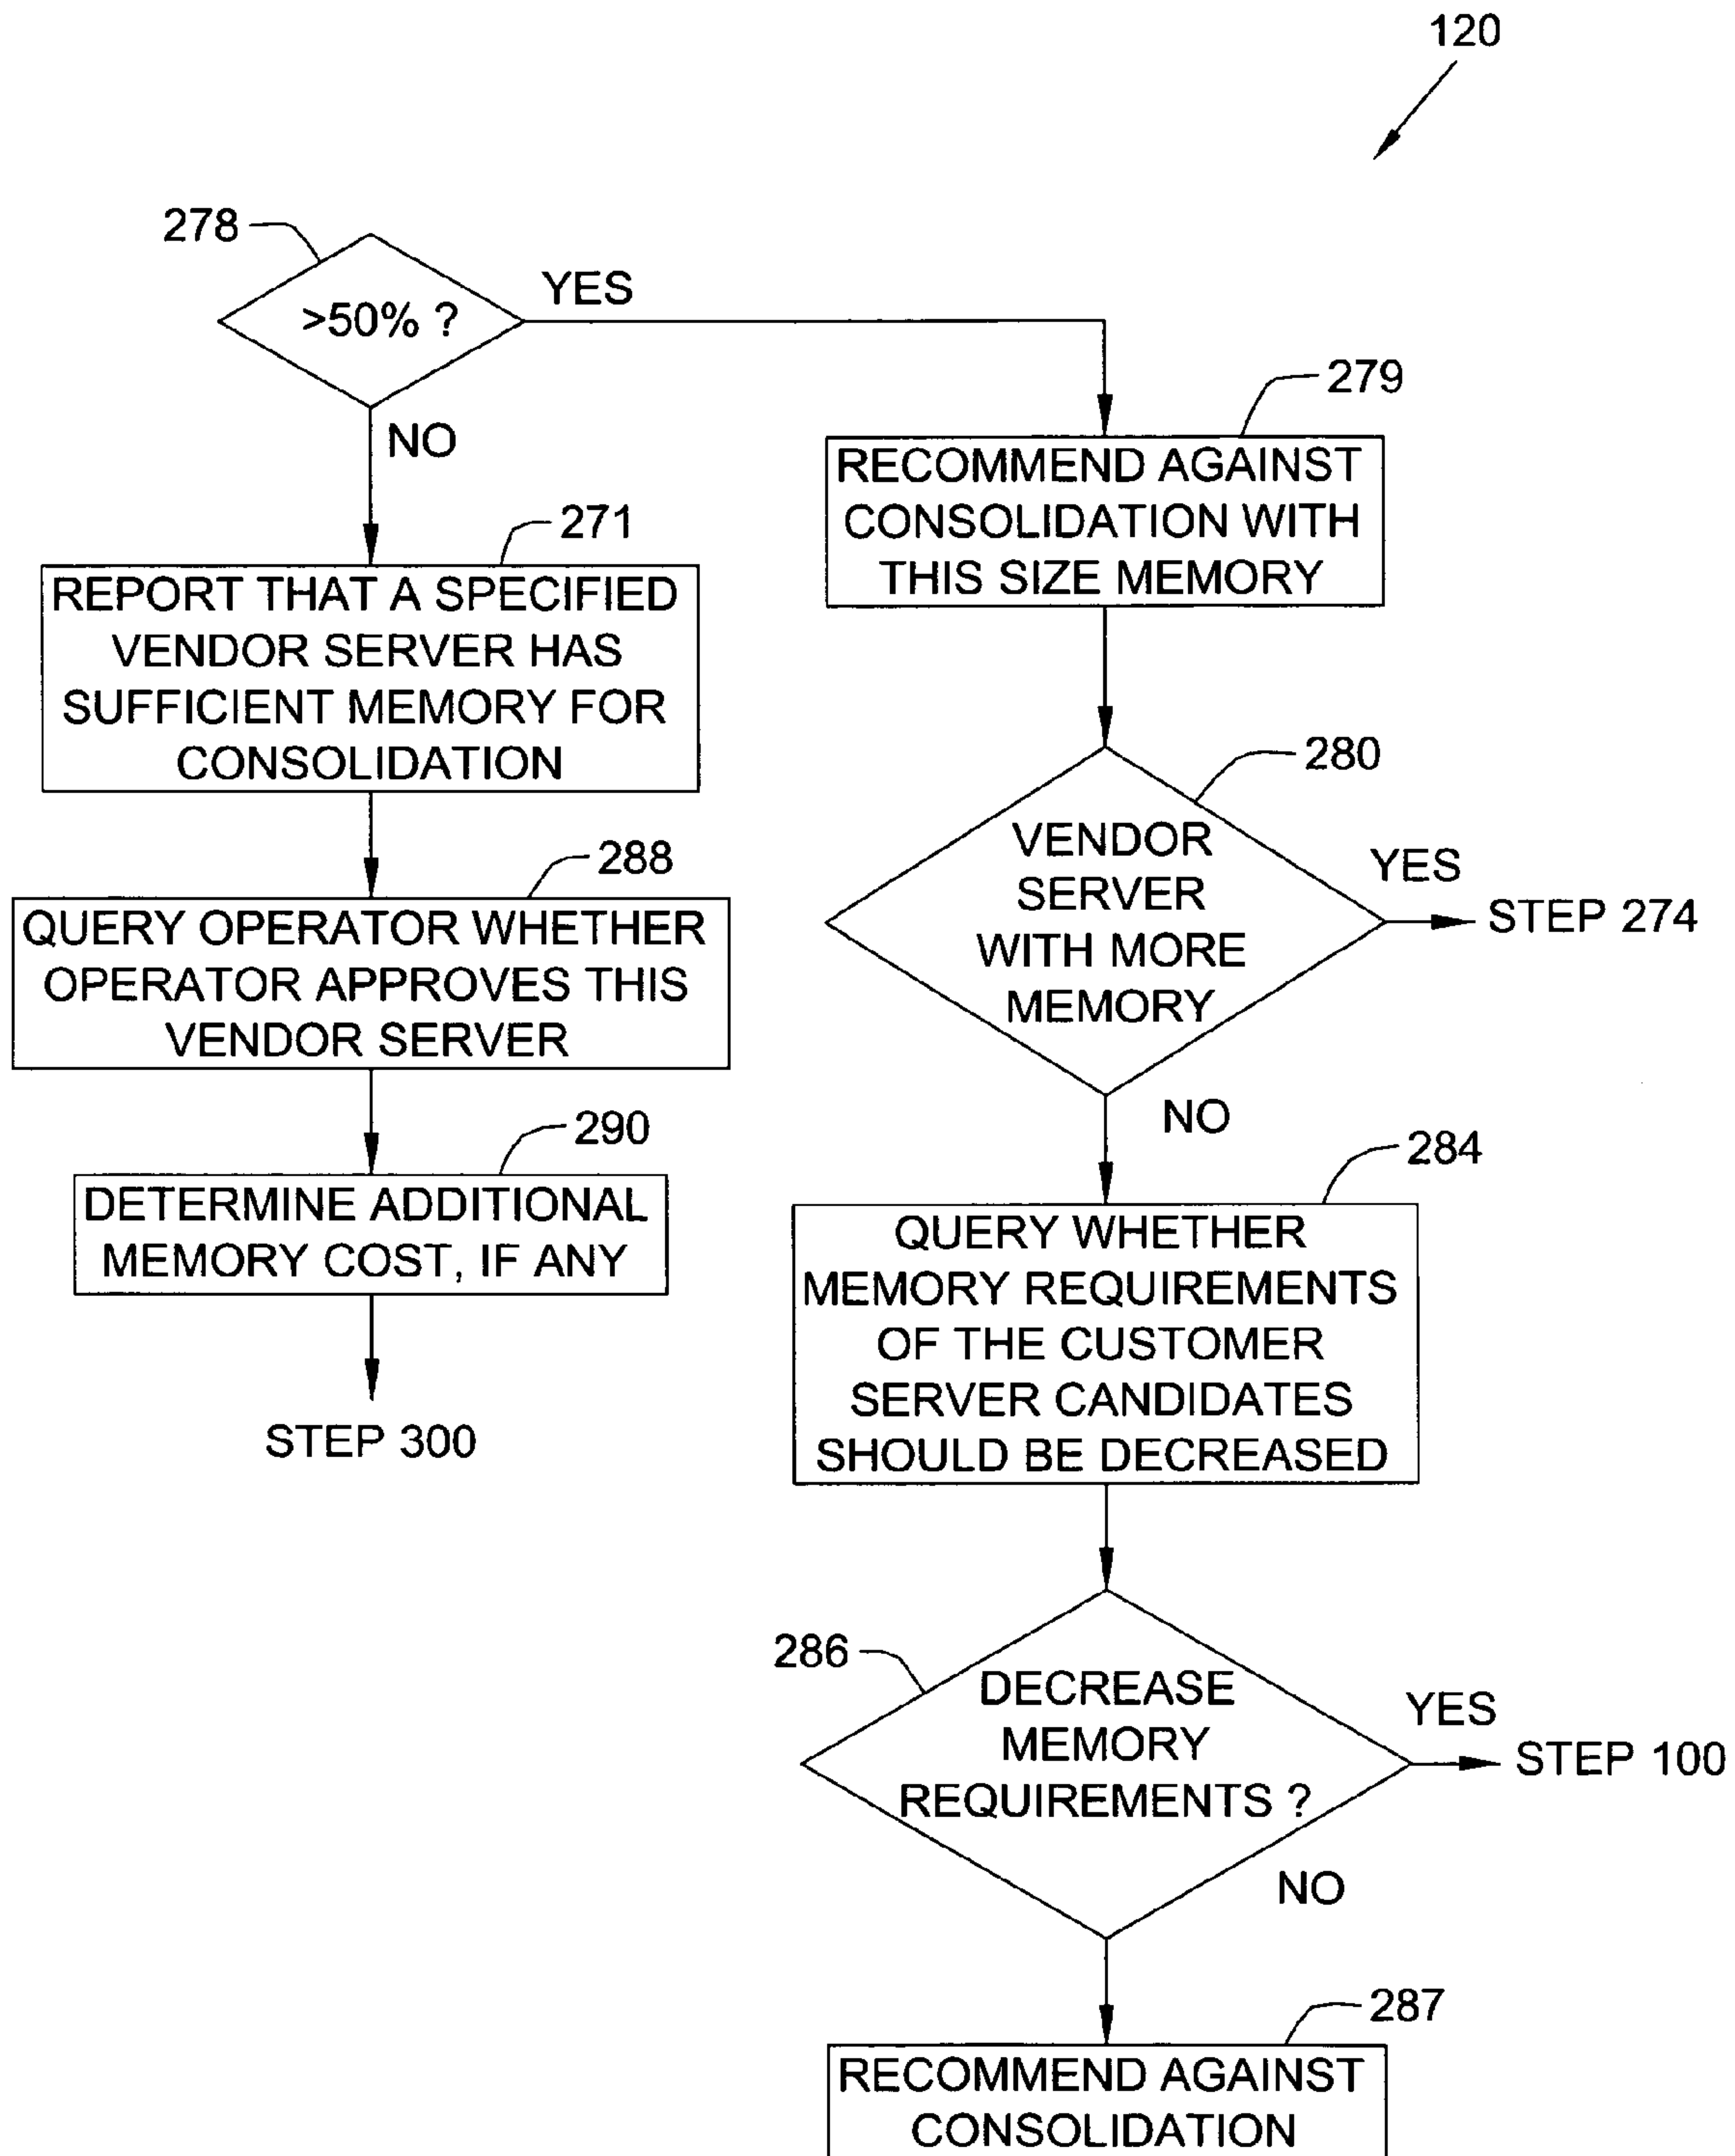 120
278
>50% ?
YES
NO
271
REPORT THAT A SPECIFIED
VENDOR SERVER HAS
SUFFICIENT MEMORY FOR
CONSOLIDATION
288
QUERY OPERATOR WHETHER
OPERATOR APPROVES THIS
VENDOR SERVER
290
DETERMINE ADDITIONAL
MEMORY COST, IF ANY
STEP 300
279
RECOMMEND AGAINST
CONSOLIDATION WITH
THIS SIZE MEMORY
280
VENDOR
SERVER
WITH MORE
MEMORY
YES
STEP 274
NO
284
QUERY WHETHER
MEMORY REQUIREMENTS
OF THE CUSTOMER
SERVER CANDIDATES
SHOULD BE DECREASED
286
DECREASE
MEMORY
REQUIREMENTS ?
YES
STEP 100
NO
287
RECOMMEND AGAINST
CONSOLIDATION